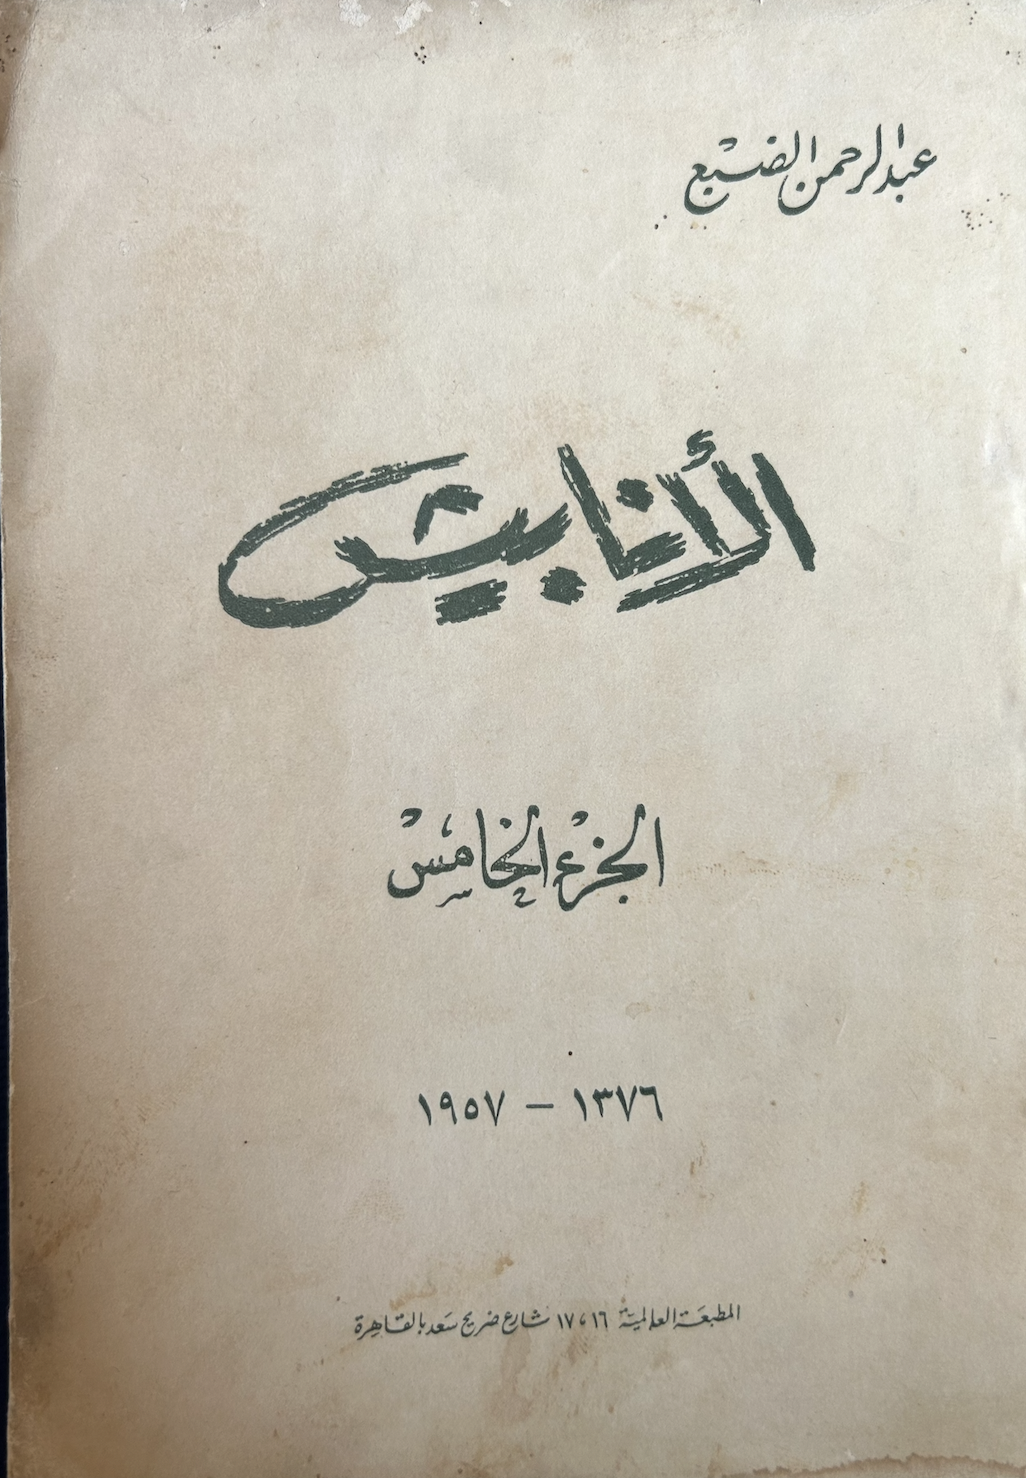 عبد الرحمن الضبع
الأنابيش
الجزء الخامس
١٣٧٦ – ١٩٥٧
المطبعة العالمية ١٦، ١٧ شارع ضريح سعد بالقاهرة